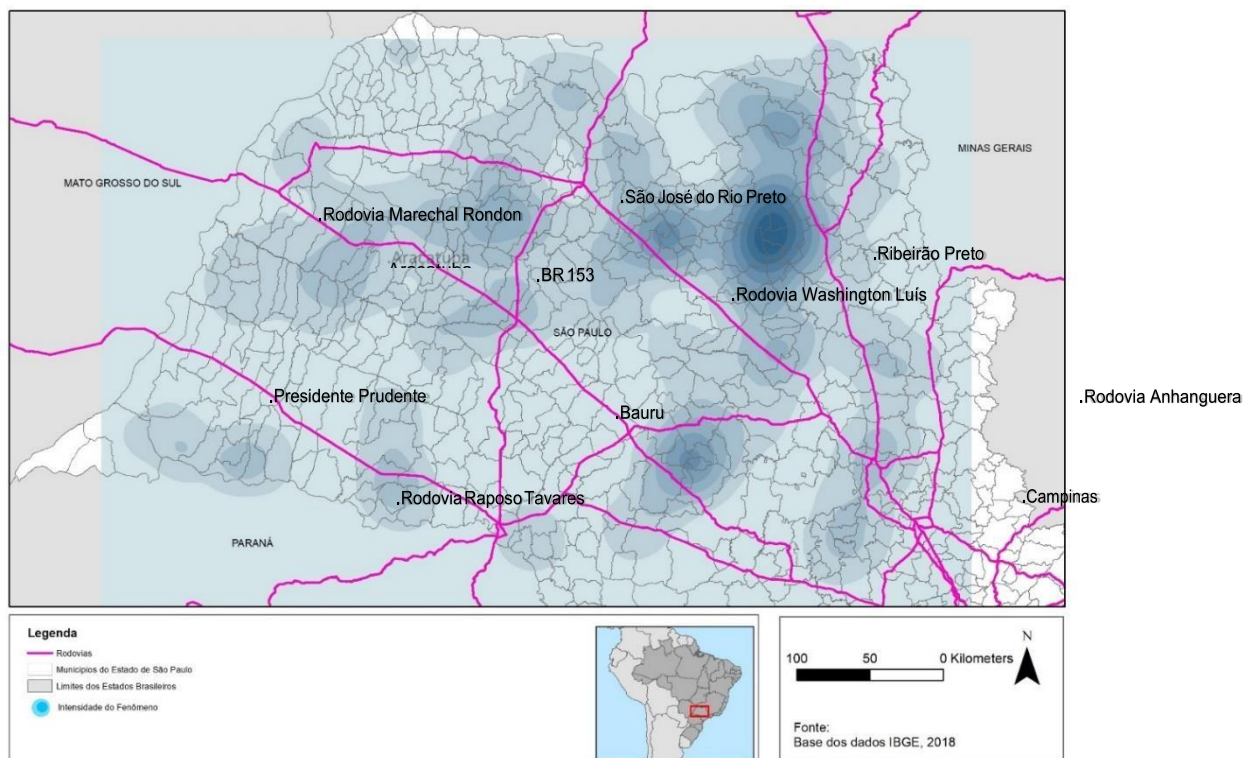 MINAS GERAIS
MATO GROSSO DO SUL
.São José do Rio Preto
.Rodovia Marechal Rondon
.Ribeirão Preto
Araçatuba
Araçatuba
.BR 153
.Rodovia Washington Luís
SÃO PAULO
.Presidente Prudente
.Rodovia Anhanguera
.Bauru
.Rodovia Raposo Tavares
.Campinas
PARANÁ
Legenda
Rodovias
Municípios do Estado de São Paulo
Limites dos Estados Brasileiros
Intensidade do Fenômeno
N
100 50 0 Kilometers
Fonte:
Base dos dados IBGE, 2018